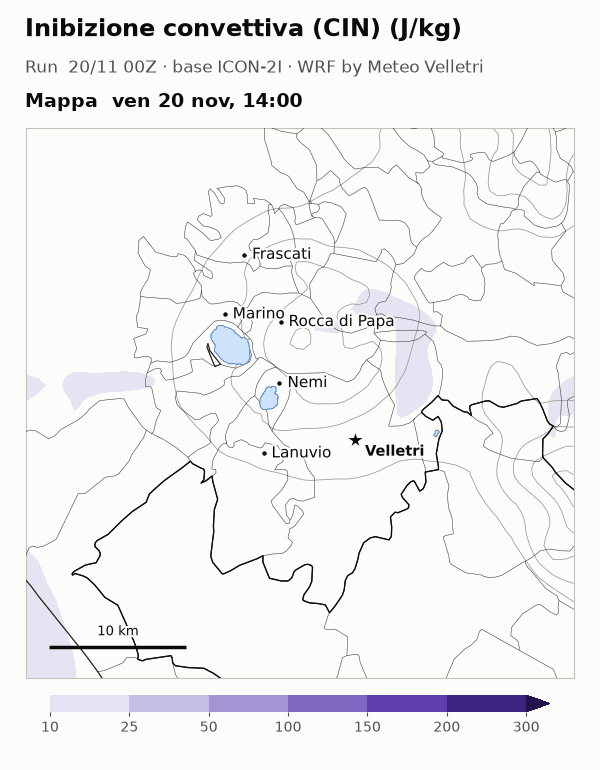 Inibizione convettiva (CIN) (J/kg)
Run 20/11 00Z · base ICON-2I · WRF by Meteo Velletri
Mappa ven 20 nov, 14:00
Frascati
Marino
Rocca di Papa
Nemi
Velletri
Lanuvio
10 km
10 25 50 100 150 200 300